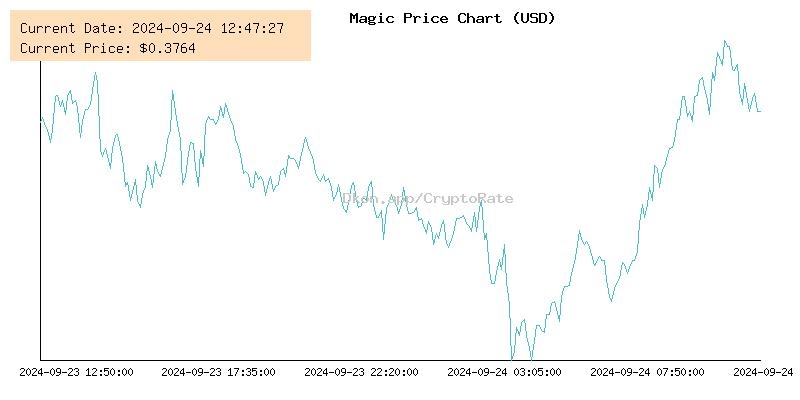 Magic Price Chart (USD)
Current Date: 2024-09-24 12:47:27
Current Price: $0.3764
Dkon.app/CryptoRate
2024-09-23 12:50:00 2024-09-23 17:35:00 2024-09-23 22:20:00 2024-09-24 03:05:00 2024-09-24 07:50:00 2024-09-24